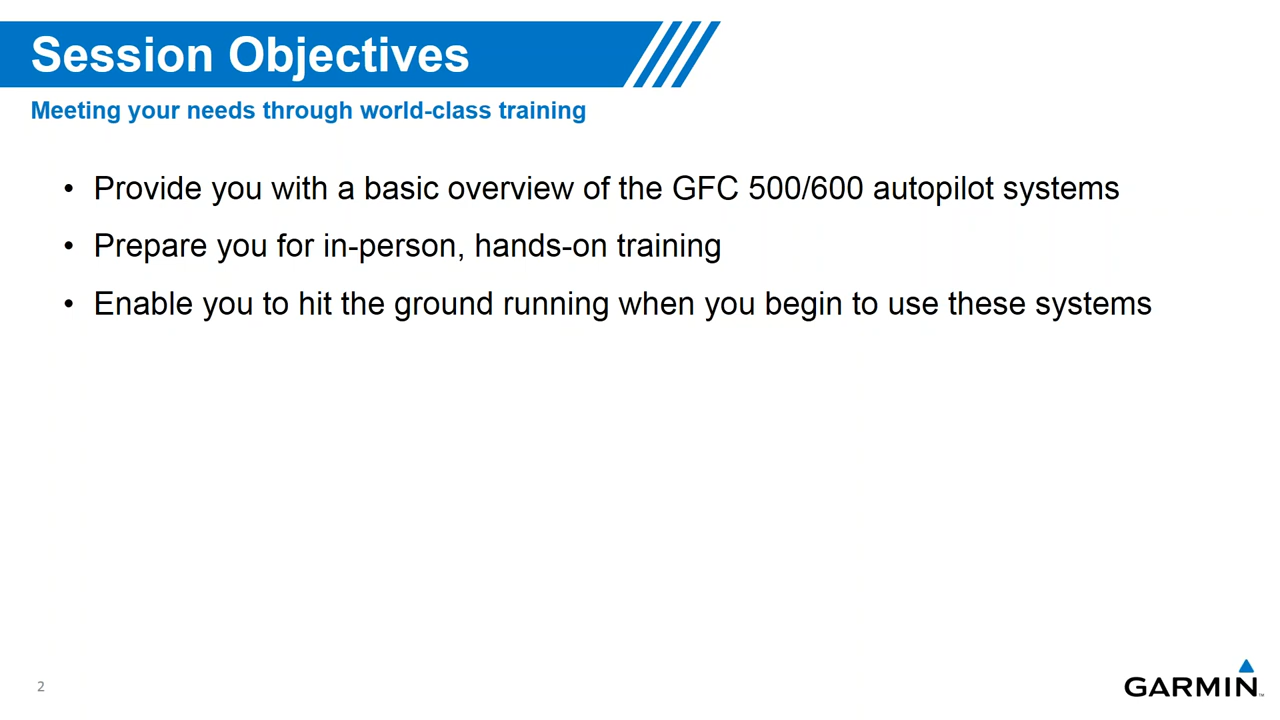 Session Objectives
Meeting your needs through world-class training
• Provide you with a basic overview of the GFC 500/600 autopilot systems
• Prepare you for in-person, hands-on training
• Enable you to hit the ground running when you begin to use these systems
2
GARMIN™